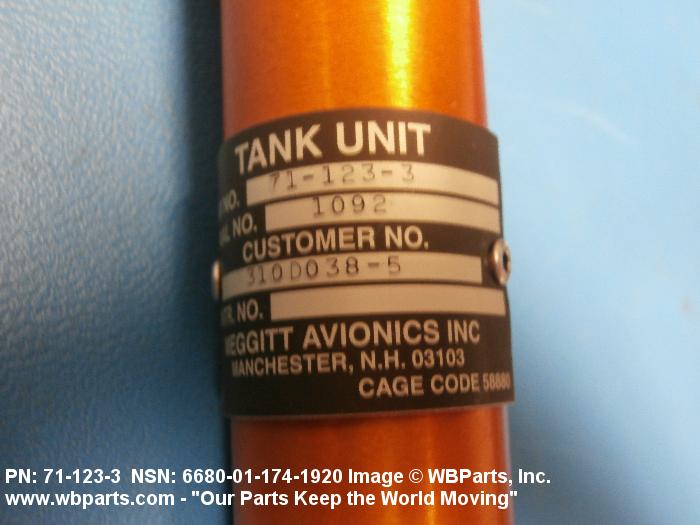 TANK UNIT
NO. 71-123-3
NO. 1092
CUSTOMER NO.
310D038-5
NO.
MEGGITT AVIONICS INC
MANCHESTER, N.H. 03103
CAGE CODE 58880
PN: 71-123-3 NSN: 6680-01-174-1920 Image © WBParts, Inc.
www.wbparts.com - "Our Parts Keep the World Moving"